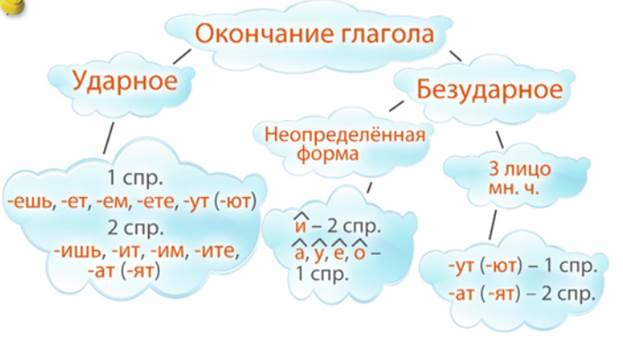 Окончание глагола
Ударное
1 спр.
-ешь, -ет, -ем, -ете, -ут (-ют)
2 спр.
-ишь, -ит, -им, -ите,
-ат (-ят)
Безударное
Неопределённая
форма
и – 2 спр.
а, у, е, о –
1 спр.
3 лицо
мн. ч.
-ут (-ют) – 1 спр.
-ат (-ят) – 2 спр.